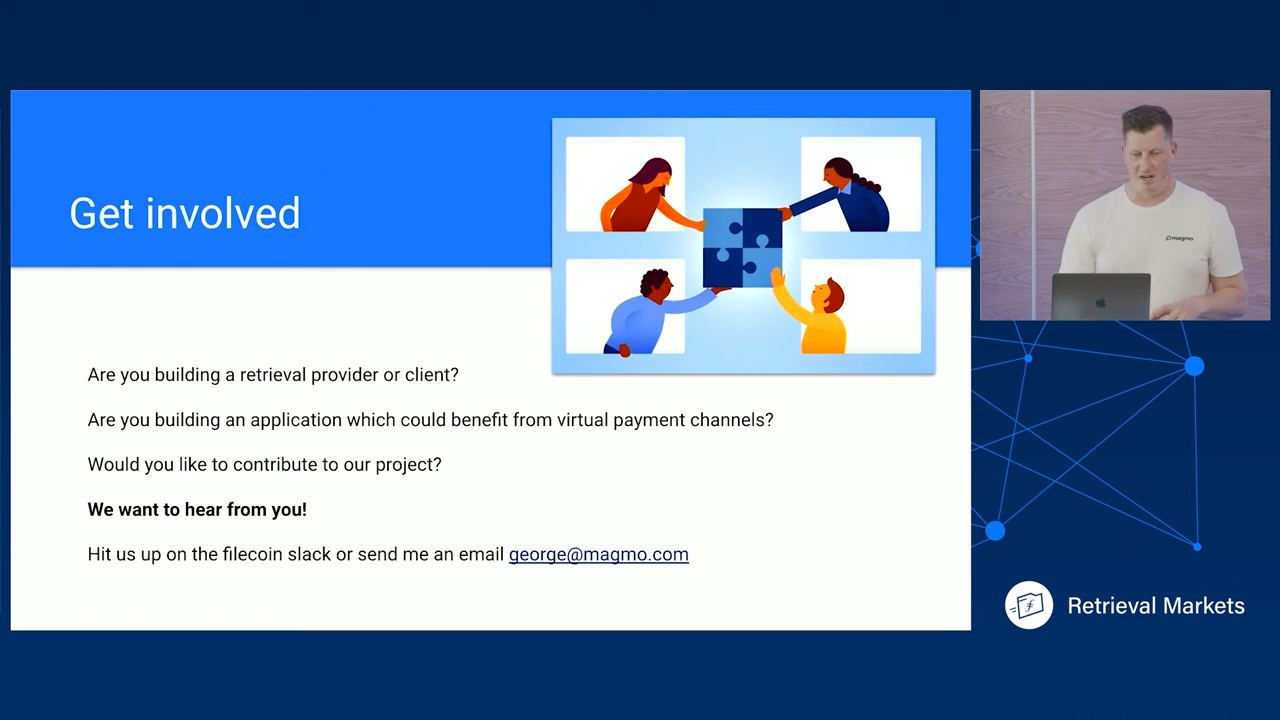 Get involved
Are you building a retrieval provider or client?
Are you building an application which could benefit from virtual payment channels?
Would you like to contribute to our project?
We want to hear from you!
Hit us up on the filecoin slack or send me an email george@magmo.com
magmo
Retrieval Markets